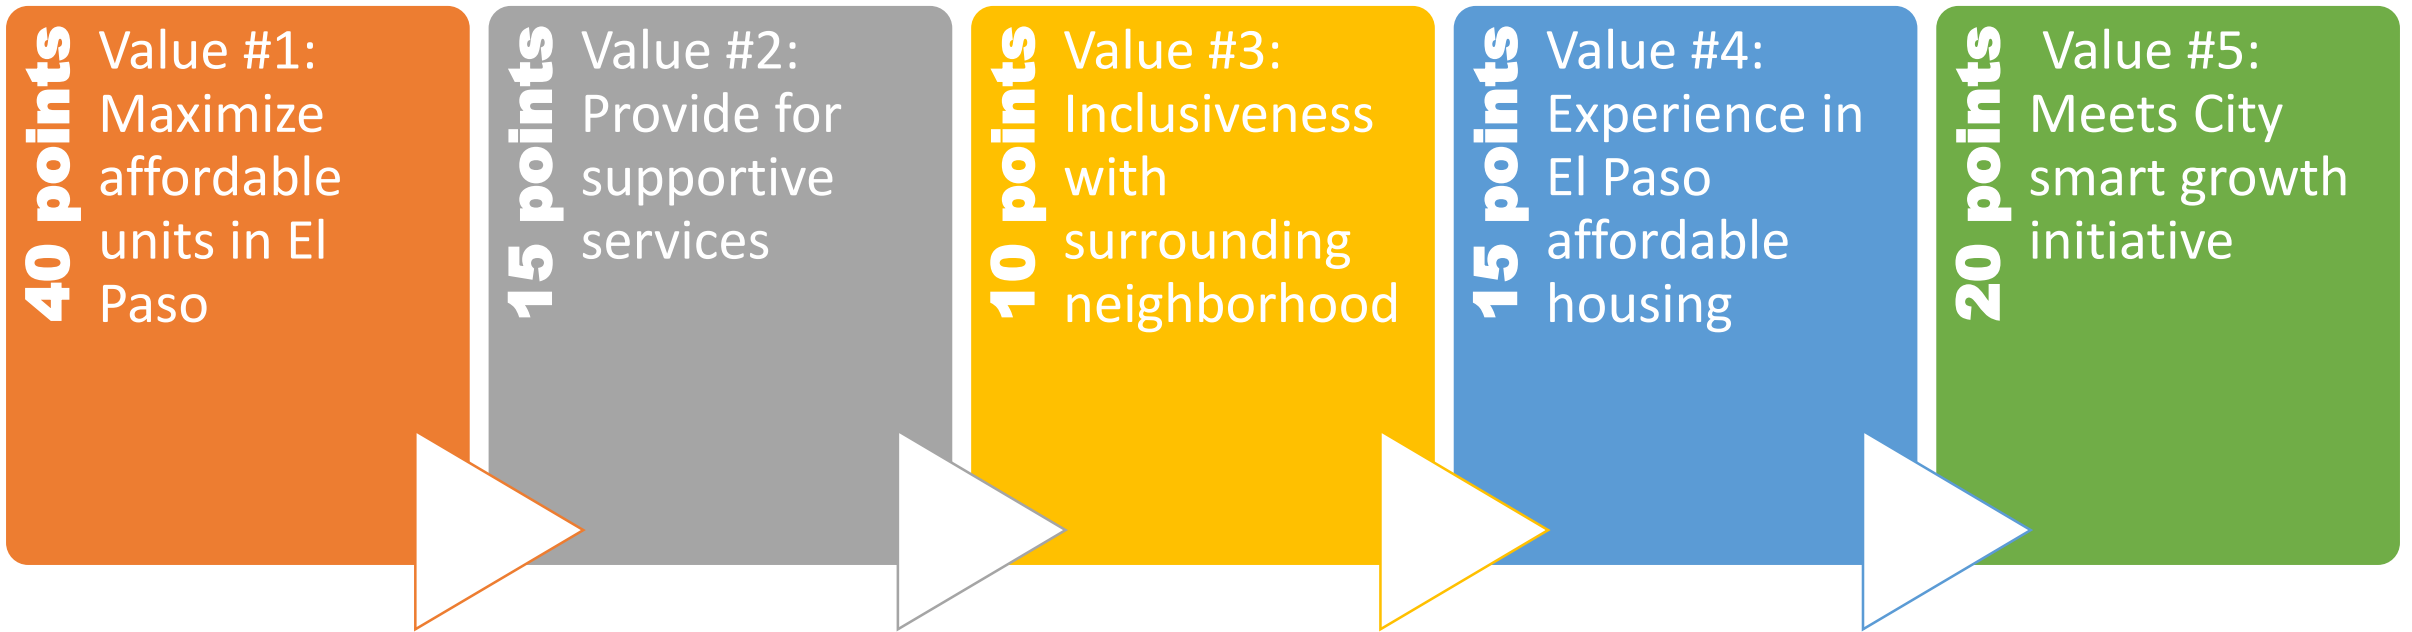 40 points
Value #1:
Maximize
affordable
units in El
Paso
15 points
Value #2:
Provide for
supportive
services
10 points
Value #3:
Inclusiveness
with
surrounding
neighborhood
15 points
Value #4:
Experience in
El Paso
affordable
housing
20 points
Value #5:
Meets City
smart growth
initiative